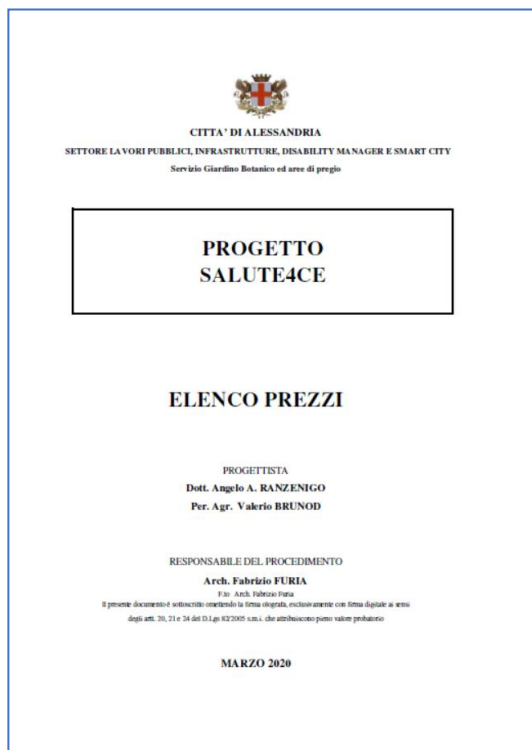 CITTA' DI ALESSANDRIA
SETTORE LAVORI PUBBLICI, INFRASTRUTTURE, DISABILITY MANAGER E SMART CITY
Servizio Giardino Botanico ed aree di pregio
PROGETTO
SALUTE4CE
ELENCO PREZZI
PROGETTISTA
Dott. Angelo A. RANZENIGO
Per. Agr. Valerio BRUNOD
RESPONSABILE DEL PROCEDIMENTO
Arch. Fabrizio FURIA
F.to Arch. Fabrizio Furia
Il presente documento è sottoscritto omettendo la firma olografa, esclusivamente con firma digitale ai sensi
degli artt. 20, 21 e 24 del D.Lgs 82/2005 s.m.i. che attribuiscono pieno valore probatorio
MARZO 2020